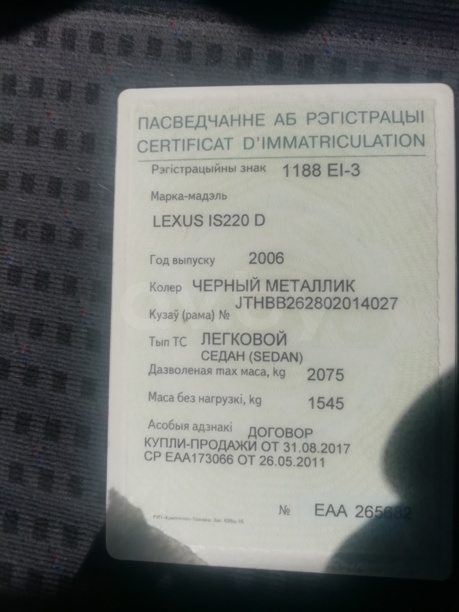 ПАСВЕДЧАННЕ АБ РЭГІСТРАЦЫІ
CERTIFICAT D'IMMATRICULATION
Рэгістрацыйны знак 1188 EI-3
Марка-мадэль
LEXUS IS220 D
Год выпуску 2006
Колер ЧЕРНЫЙ МЕТАЛЛИК
JTHBB262802014027
Кузаў (рама) №
Тып ТС ЛЕГКОВОЙ
СЕДАН (SEDAN)
Дазволеная max маса, kg 2075
Маса без нагрузкі, kg 1545
Асобыя адзнакі ДОГОВОР
КУПЛИ-ПРОДАЖИ ОТ 31.08.2017
СР ЕАА173066 ОТ 26.05.2011
№ ЕАА